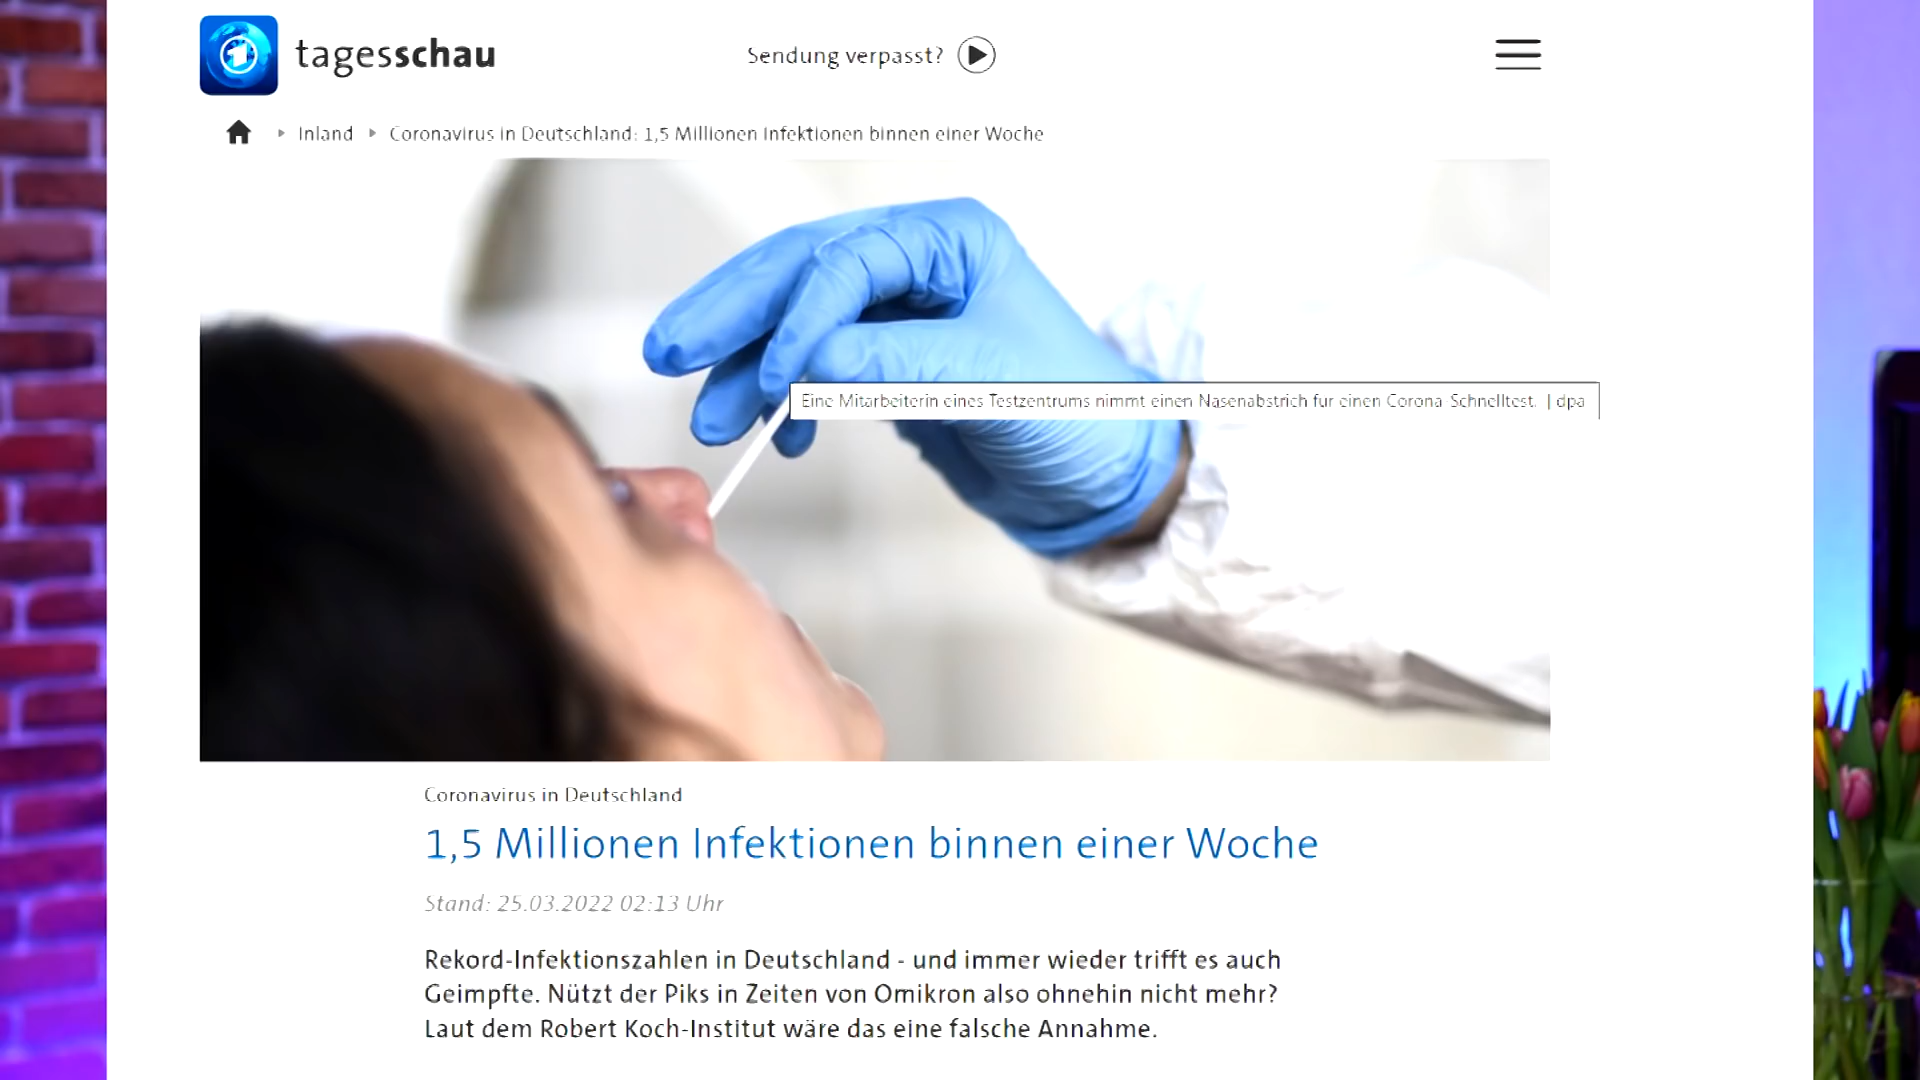 tagesschau
Sendung verpasst?
Inland
Coronavirus in Deutschland: 1,5 Millionen Infektionen binnen einer Woche
Eine Mitarbeiterin eines Testzentrums nimmt einen Nasenabstrich für einen Corona-Schnelltest. | dpa
Coronavirus in Deutschland
1,5 Millionen Infektionen binnen einer Woche
Stand: 25.03.2022 02:13 Uhr
Rekord-Infektionszahlen in Deutschland - und immer wieder trifft es auch
Geimpfte. Nützt der Piks in Zeiten von Omikron also ohnehin nicht mehr?
Laut dem Robert Koch-Institut wäre das eine falsche Annahme.